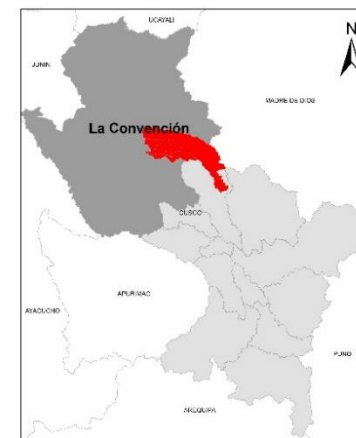 UCAYALI
N
JUNIN
MADRE DE DIOS
La Convención
CUSCO
APURIMAC
AYACUCHO
PUNO
AREQUIPA